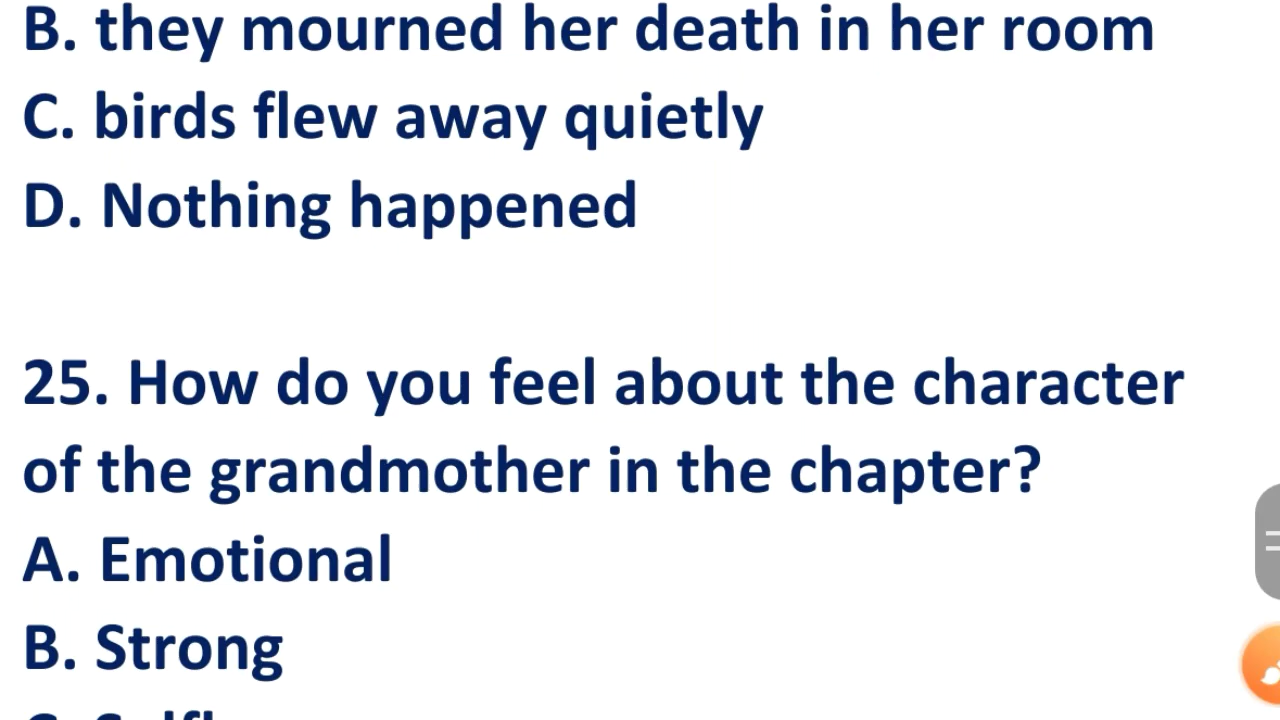 B. they mourned her death in her room
C. birds flew away quietly
D. Nothing happened
25. How do you feel about the character
of the grandmother in the chapter?
A. Emotional
B. Strong